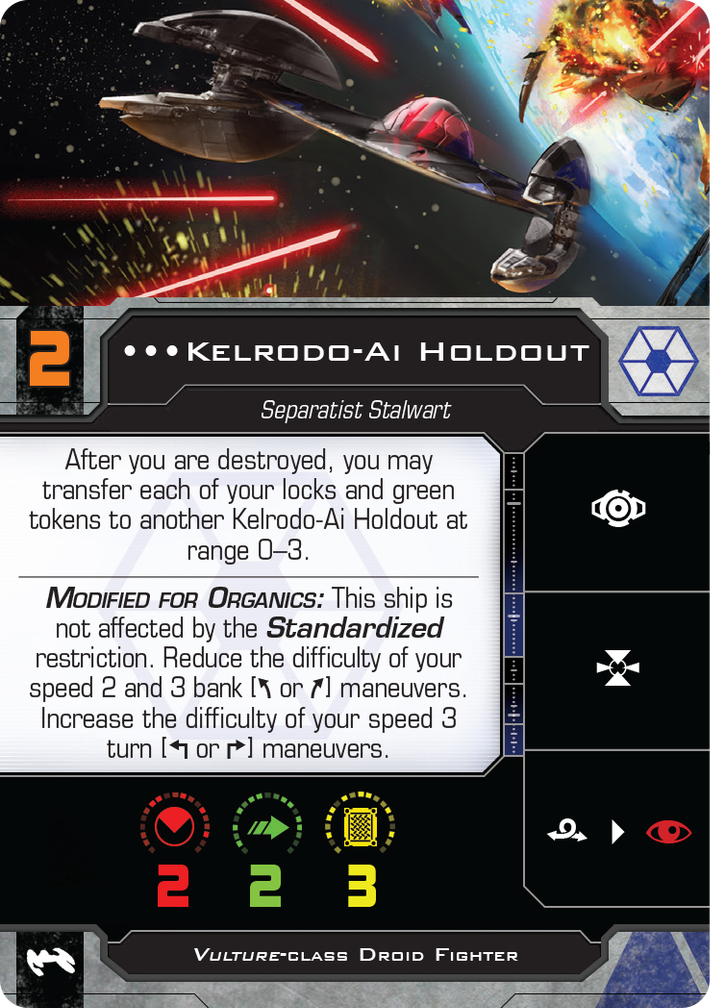 2
•••Kelrodo-Ai Holdout
Separatist Stalwart
After you are destroyed, you may
transfer each of your locks and green
tokens to another Kelrodo-Ai Holdout at
range 0–3.
Modified for Organics: This ship is
not affected by the Standardized
restriction. Reduce the difficulty of your
speed 2 and 3 bank [↰ or ↱] maneuvers.
Increase the difficulty of your speed 3
turn [↰ or ↱] maneuvers.
2 2 3
Vulture-class Droid Fighter